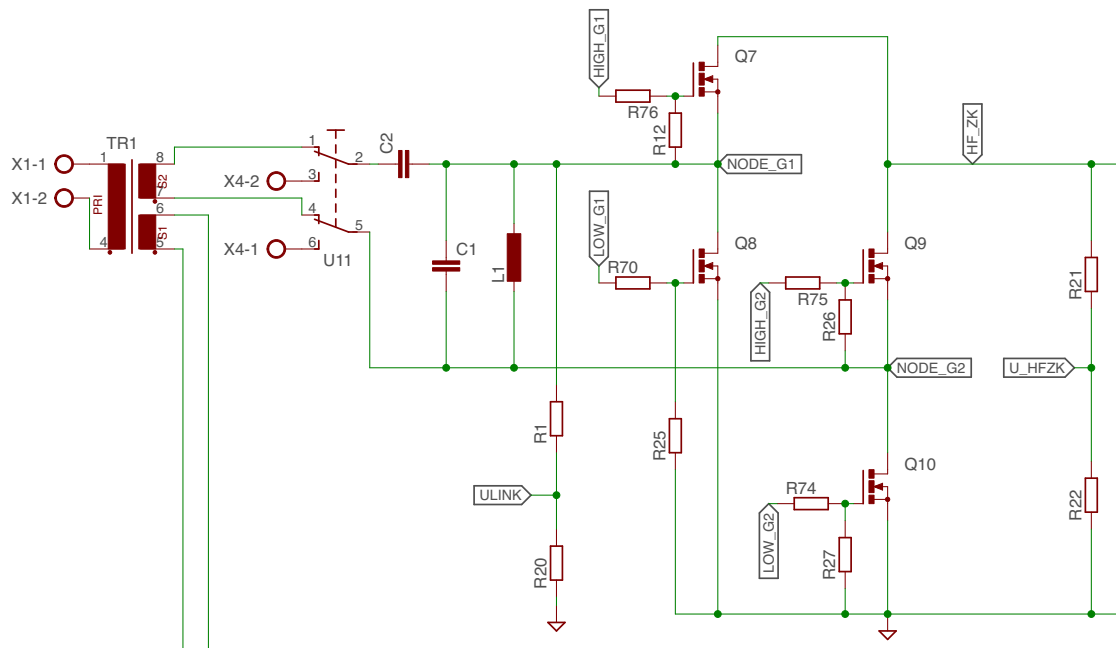 HIGH_G1
Q7
R76
R12
HF_ZK
TR1
X1-1
1
8
S2
1
2
C2
NODE_G1
X4-2
3
X1-2
PRI
7
4
6
S1
4
5
5
X4-1
6
U11
C1
L1
LOW_G1
R70
Q8
Q9
R75
R26
HIGH_G2
R21
NODE_G2
U_HFZK
R1
R25
ULINK
Q10
R74
LOW_G2
R27
R20
R22